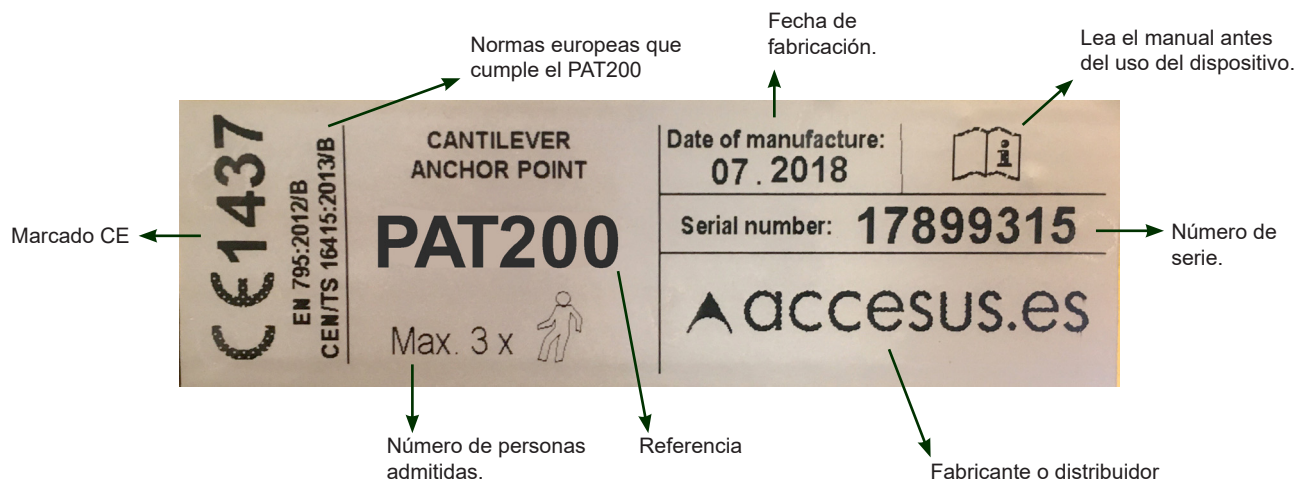 Normas europeas que
cumple el PAT200
Fecha de
fabricación.
Lea el manual antes
del uso del dispositivo.
Marcado CE
CE 1437
EN 795:2012/B
CEN/TS 16415:2013/B
CANTILEVER
ANCHOR POINT
PAT200
Max. 3 x
Date of manufacture:
07.2018
i
Serial number: 17899315
accesus.es
Número de
serie.
Número de personas
admitidas.
Referencia
Fabricante o distribuidor